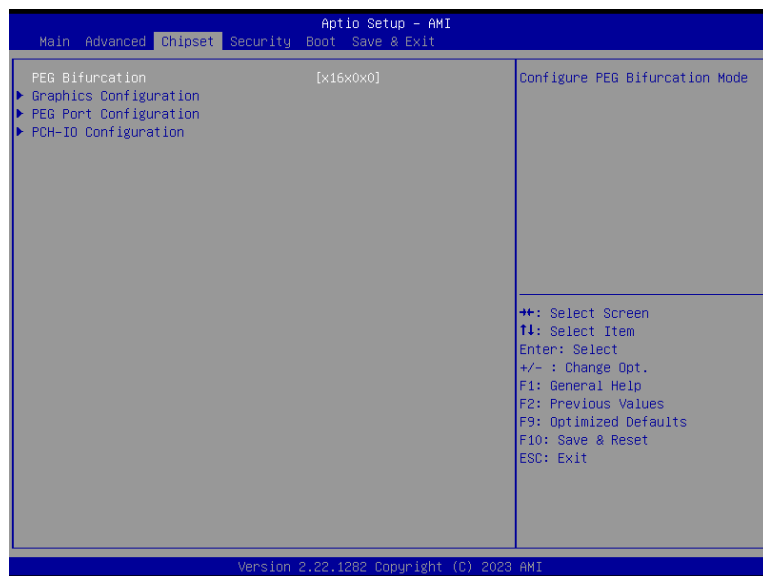 Aptio Setup – AMI
Main Advanced Chipset Security Boot Save & Exit
PEG Bifurcation [x16x0x0]
Graphics Configuration
PEG Port Configuration
PCH-IO Configuration
Configure PEG Bifurcation Mode
→←: Select Screen
↑↓: Select Item
Enter: Select
+/- : Change Opt.
F1: General Help
F2: Previous Values
F9: Optimized Defaults
F10: Save & Reset
ESC: Exit
Version 2.22.1282 Copyright (C) 2023 AMI